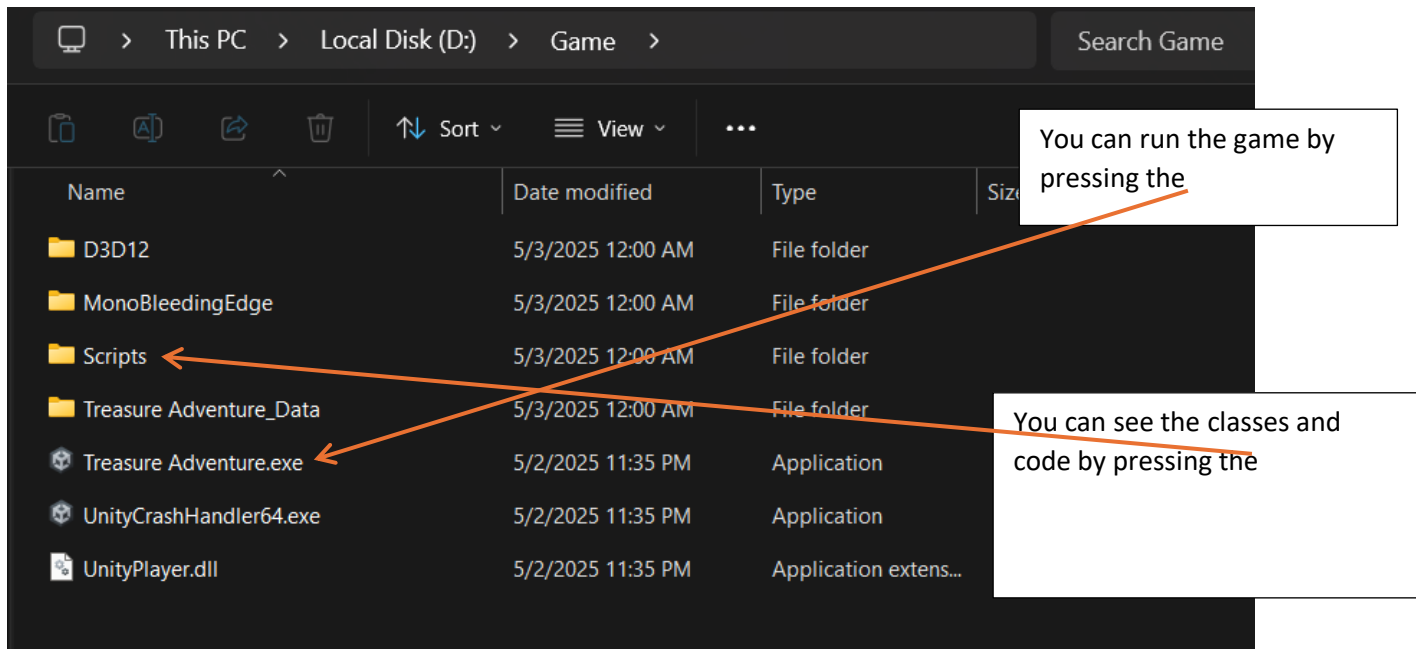 This PC > Local Disk (D:) > Game > Search Game
Sort View •••
You can run the game by
pressing the
Name Date modified Type
D3D12 5/3/2025 12:00 AM File folder
MonoBleedingEdge 5/3/2025 12:00 AM File folder
Scripts 5/3/2025 12:00 AM File folder
Treasure Adventure_Data 5/3/2025 12:00 AM File folder
You can see the classes and
code by pressing the
Treasure Adventure.exe 5/2/2025 11:35 PM Application
UnityCrashHandler64.exe 5/2/2025 11:35 PM Application
UnityPlayer.dll 5/2/2025 11:35 PM Application extens...